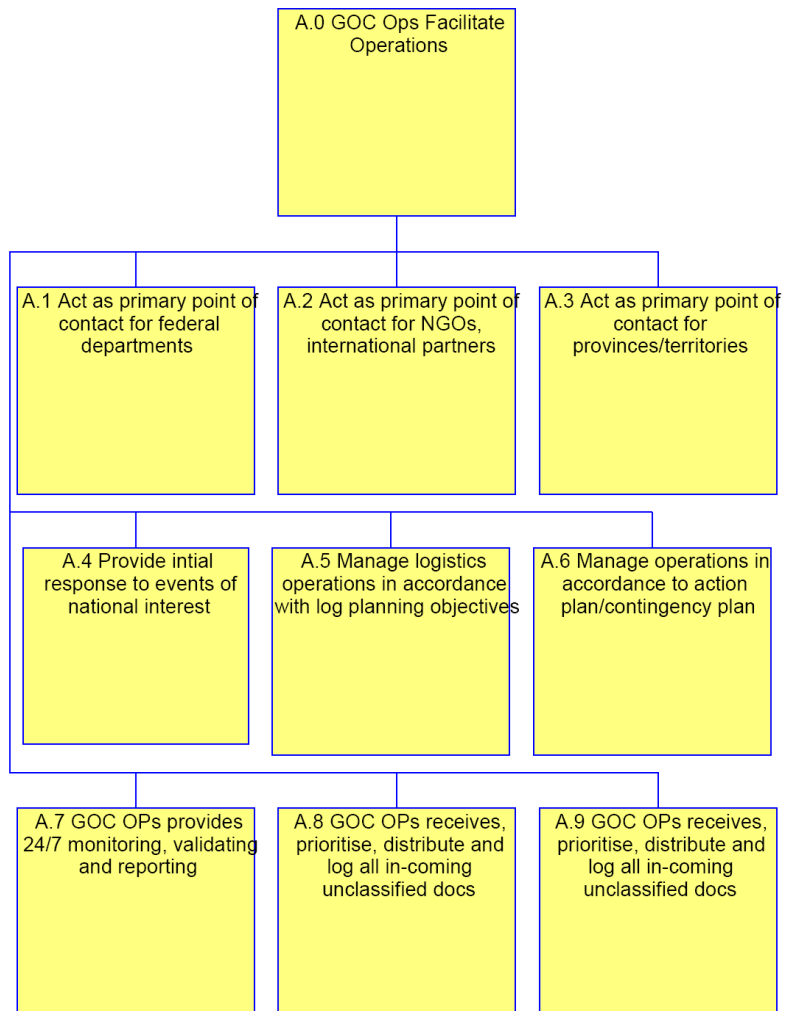 A.0 GOC Ops Facilitate
Operations
A.1 Act as primary point of
contact for federal
departments
A.2 Act as primary point of
contact for NGOs,
international partners
A.3 Act as primary point of
contact for
provinces/territories
A.4 Provide intial
response to events of
national interest
A.5 Manage logistics
operations in accordance
with log planning objectives
A.6 Manage operations in
accordance to action
plan/contingency plan
A.7 GOC OPs provides
24/7 monitoring, validating
and reporting
A.8 GOC OPs receives,
prioritise, distribute and
log all in-coming
unclassified docs
A.9 GOC OPs receives,
prioritise, distribute and
log all in-coming
unclassified docs